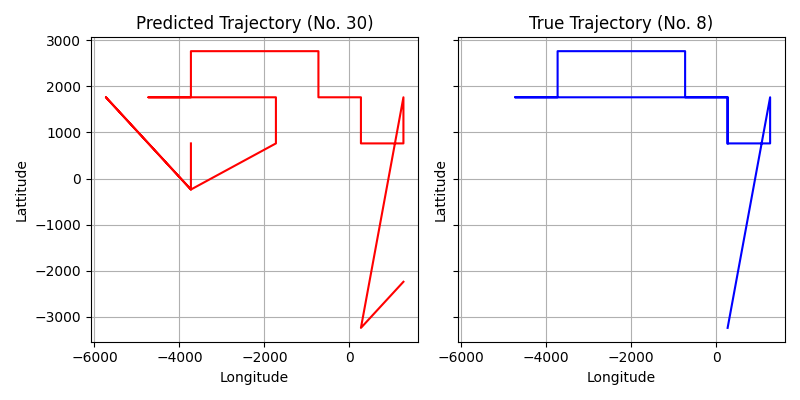 Predicted Trajectory (No. 30)
True Trajectory (No. 8)
3000
2000
1000
0
−1000
−2000
−3000
Lattitude
Lattitude
−6000 −4000 −2000 0
−6000 −4000 −2000 0
Longitude
Longitude